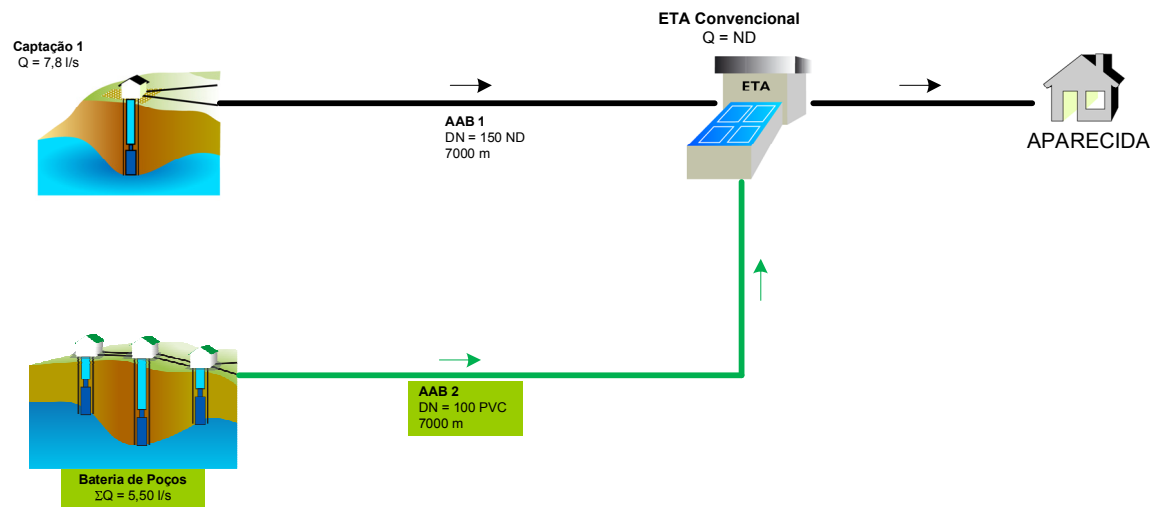 ETA Convencional
Q = ND
Captação 1
Q = 7,8 l/s
ETA
AAB 1
DN = 150 ND
7000 m
APARECIDA
AAB 2
DN = 100 PVC
7000 m
Bateria de Poços
ΣQ = 5,50 l/s